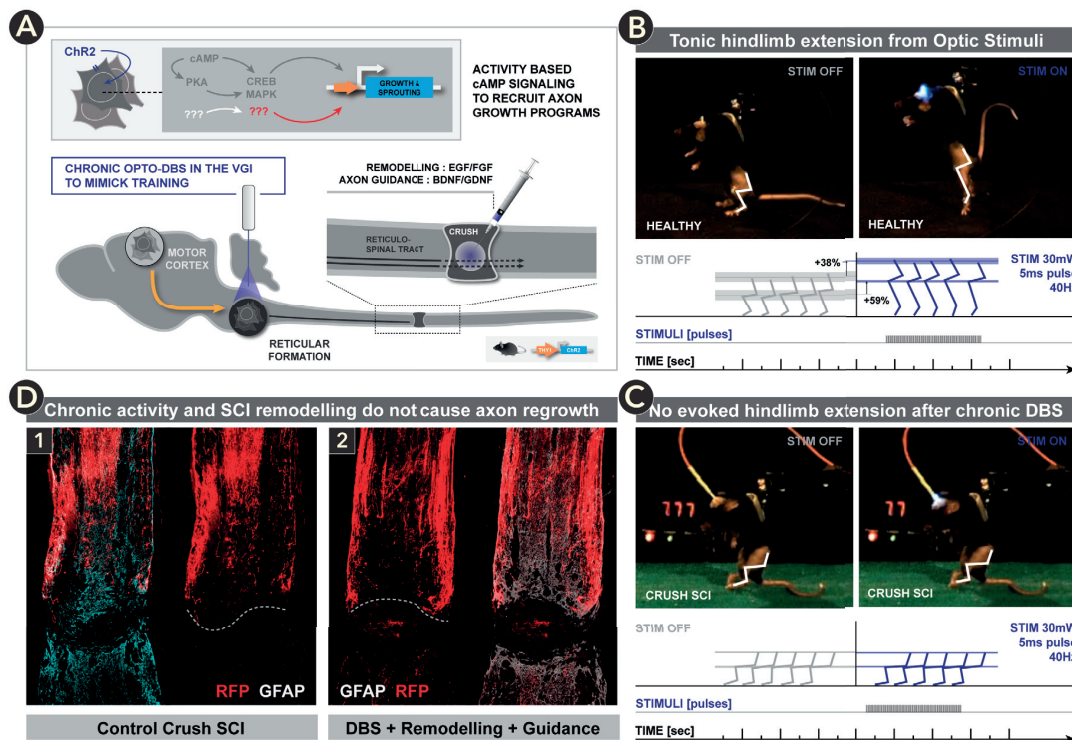 A
ChR2
cAMP
PKA
CREB
MAPK
???
???
GROWTH &
SPROUTING
ACTIVITY BASED
cAMP SIGNALING
TO RECRUIT AXON
GROWTH PROGRAMS
CHRONIC OPTO-DBS IN THE VGI
TO MIMICK TRAINING
REMODELLING : EGF/FGF
AXON GUIDANCE : BDNF/GDNF
CRUSH
RETICULO-
SPINAL TRACT
MOTOR
CORTEX
RETICULAR
FORMATION
THY1
ChR2
B
Tonic hindlimb extension from Optic Stimuli
STIM OFF
STIM ON
HEALTHY
HEALTHY
STIM OFF
+38%
+59%
STIM 30mW
5ms pulse
40Hz
STIMULI [pulses]
TIME [sec]
D
Chronic activity and SCI remodelling do not cause axon regrowth
1
2
RFP GFAP
GFAP RFP
Control Crush SCI
DBS + Remodelling + Guidance
C
No evoked hindlimb extension after chronic DBS
STIM OFF
STIM ON
CRUSH SCI
CRUSH SCI
STIM OFF
STIM 30mW
5ms pulse
40Hz
STIMULI [pulses]
TIME [sec]